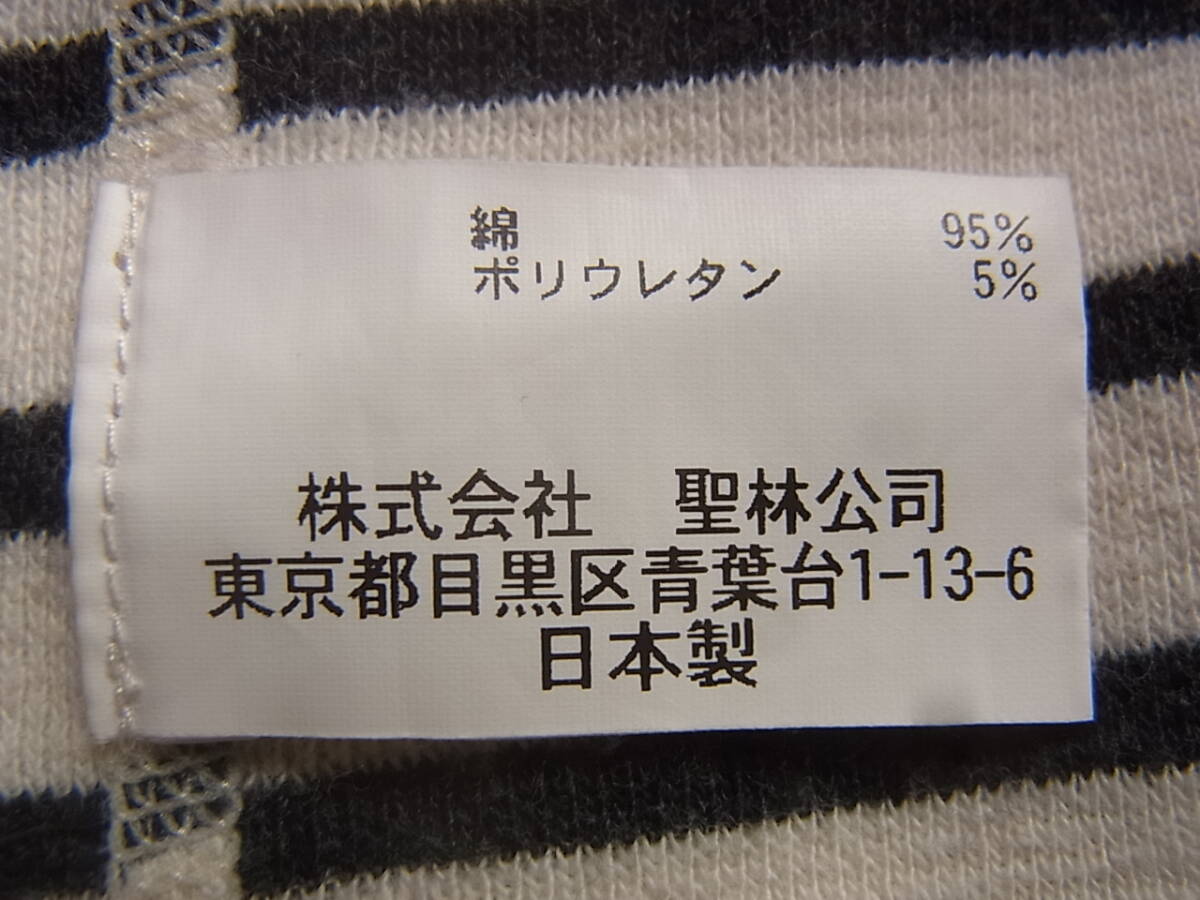 綿 95%
ポリウレタン 5%
株式会社 聖林公司
東京都目黒区青葉台1-13-6
日本製